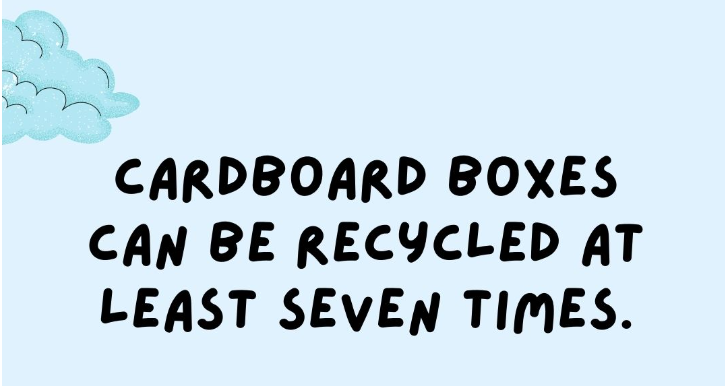 CARDBOARD BOXES
CAN BE RECYCLED AT
LEAST SEVEN TIMES.